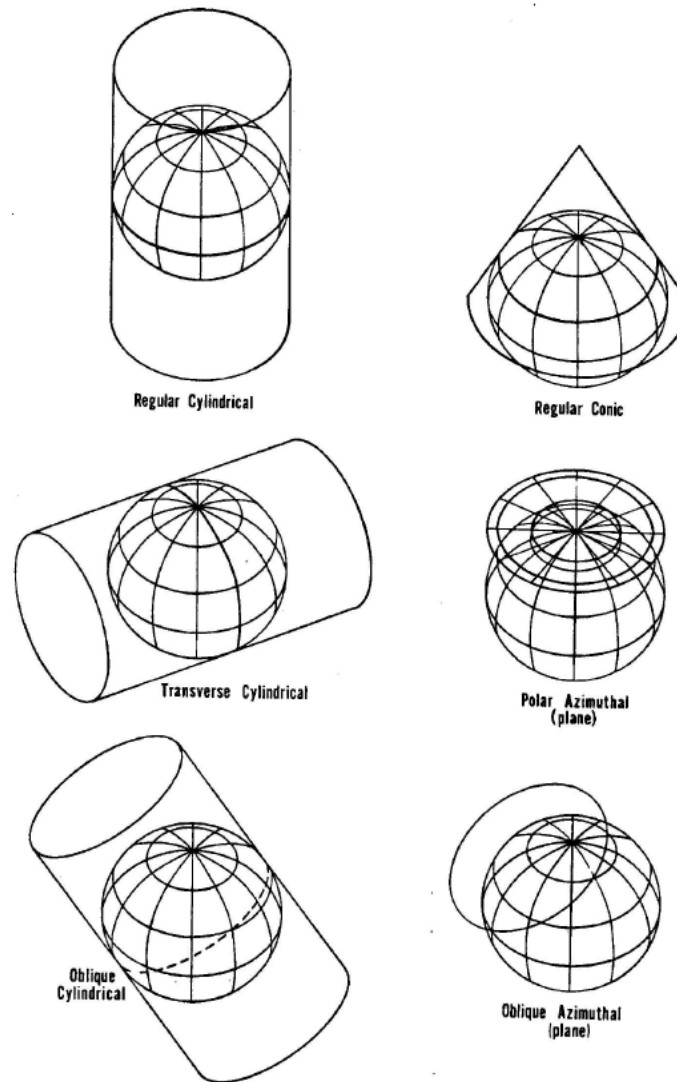 Regular Cylindrical
Regular Conic
Transverse Cylindrical
Polar Azimuthal
(plane)
Oblique
Cylindrical
Oblique Azimuthal
(plane)